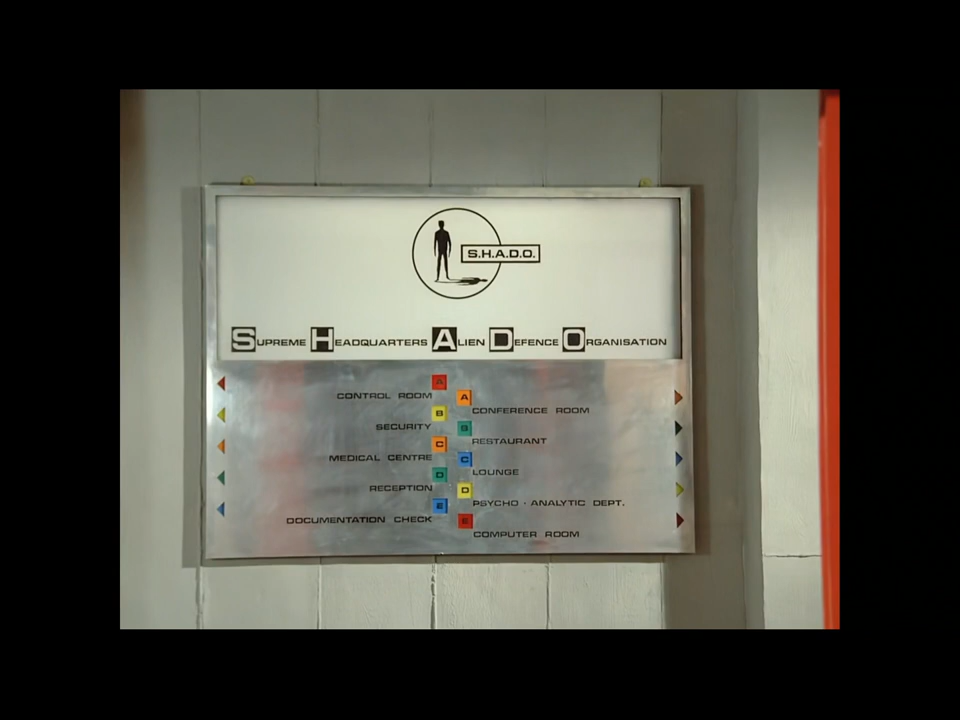 S.H.A.D.O.
SUPREME HEADQUARTERS ALIEN DEFENCE ORGANISATION
A
CONTROL ROOM
A
CONFERENCE ROOM
B
SECURITY
B
RESTAURANT
C
MEDICAL CENTRE
C
LOUNGE
D
RECEPTION
D
PSYCHO · ANALYTIC DEPT.
E
DOCUMENTATION CHECK
E
COMPUTER ROOM